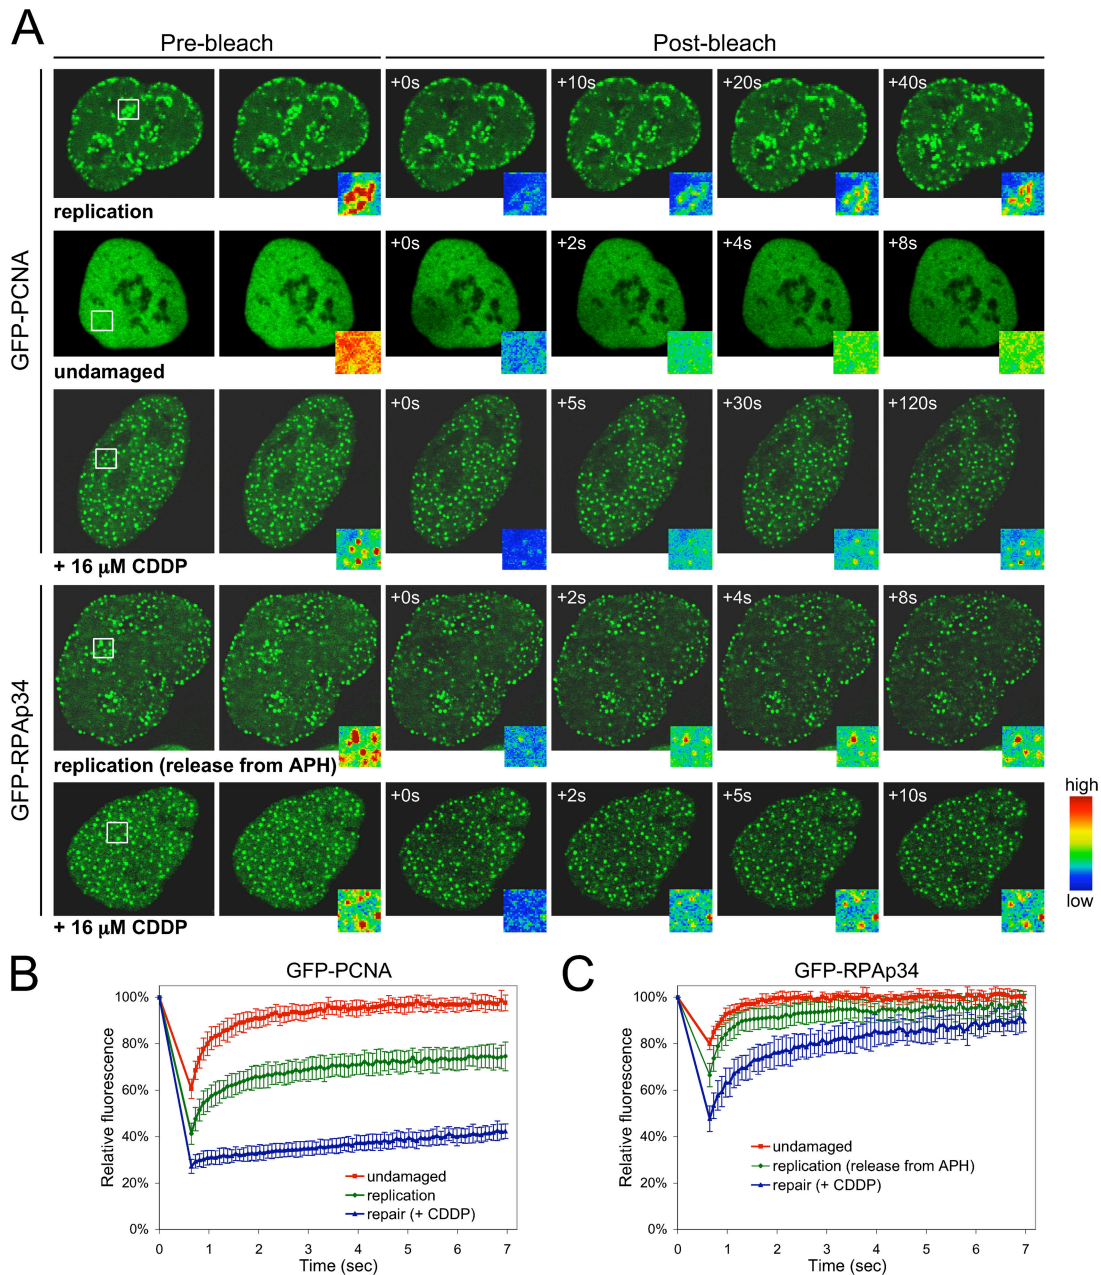 A
Pre-bleach
Post-bleach
GFP-PCNA
+0s
+10s
+20s
+40s
replication
+0s
+2s
+4s
+8s
undamaged
+0s
+5s
+30s
+120s
+ 16 μM CDDP
GFP-RPAp34
+0s
+2s
+4s
+8s
replication (release from APH)
+0s
+2s
+5s
+10s
+ 16 μM CDDP
high
low
B
GFP-PCNA
Relative fluorescence
100%
80%
60%
40%
20%
0%
undamaged
replication
repair (+ CDDP)
0 1 2 3 4 5 6 7
Time (sec)
C
GFP-RPAp34
Relative fluorescence
100%
80%
60%
40%
20%
0%
undamaged
replication (release from APH)
repair (+ CDDP)
0 1 2 3 4 5 6 7
Time (sec)